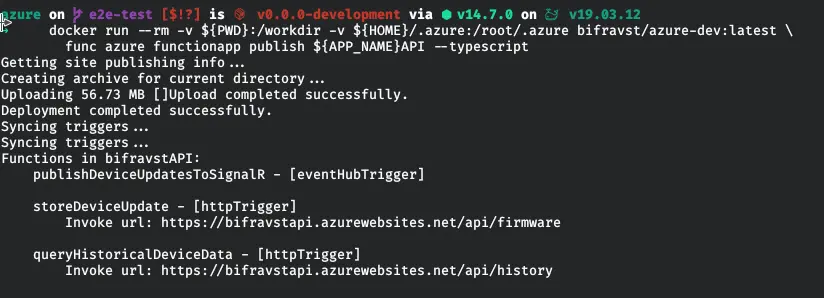 azure on e2e-test [$!?] is v0.0.0-development via v14.7.0 on v19.03.12
docker run --rm -v ${PWD}:/workdir -v ${HOME}/.azure:/root/.azure bifravst/azure-dev:latest \
func azure functionapp publish ${APP_NAME}API --typescript
Getting site publishing info...
Creating archive for current directory...
Uploading 56.73 MB []Upload completed successfully.
Deployment completed successfully.
Syncing triggers...
Syncing triggers...
Functions in bifravstAPI:
publishDeviceUpdatesToSignalR - [eventHubTrigger]
storeDeviceUpdate - [httpTrigger]
Invoke url: https://bifravstapi.azurewebsites.net/api/firmware
queryHistoricalDeviceData - [httpTrigger]
Invoke url: https://bifravstapi.azurewebsites.net/api/history